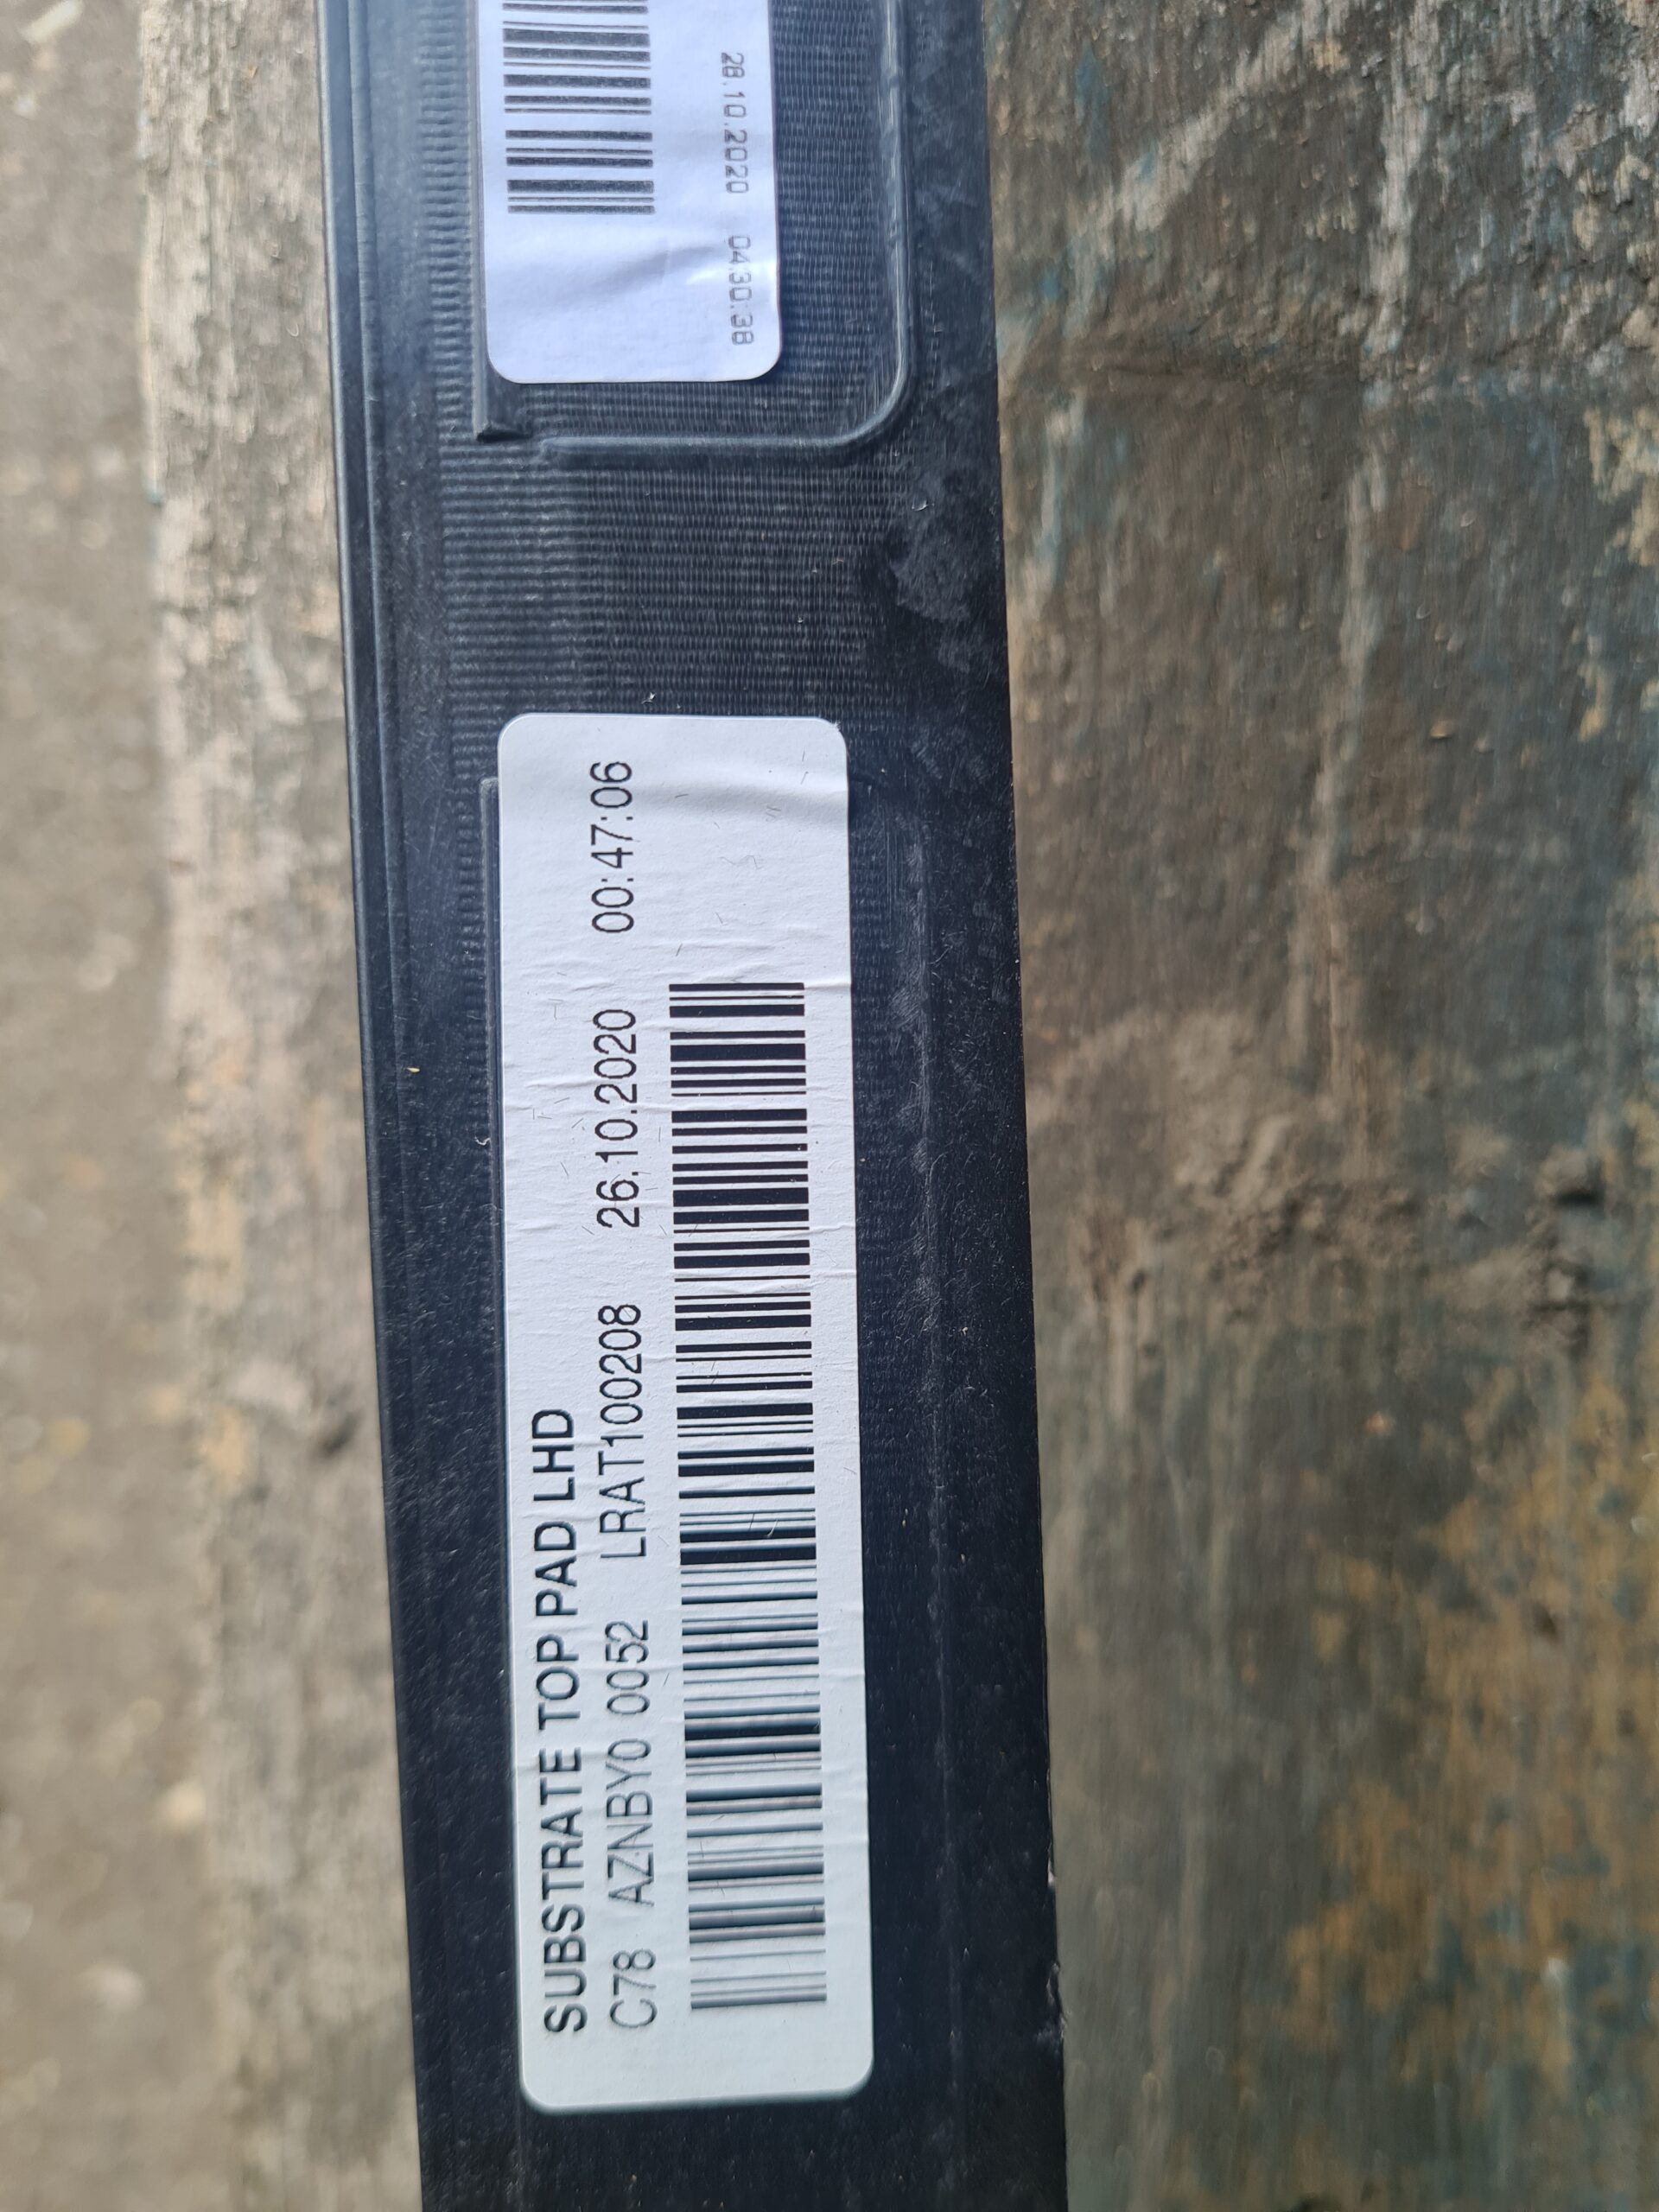 28.10.2020 04:30:38
SUBSTRATE TOP PAD LHD
C78 AZNBY0 0052 LRAT100208 26.10.2020 00:47:06